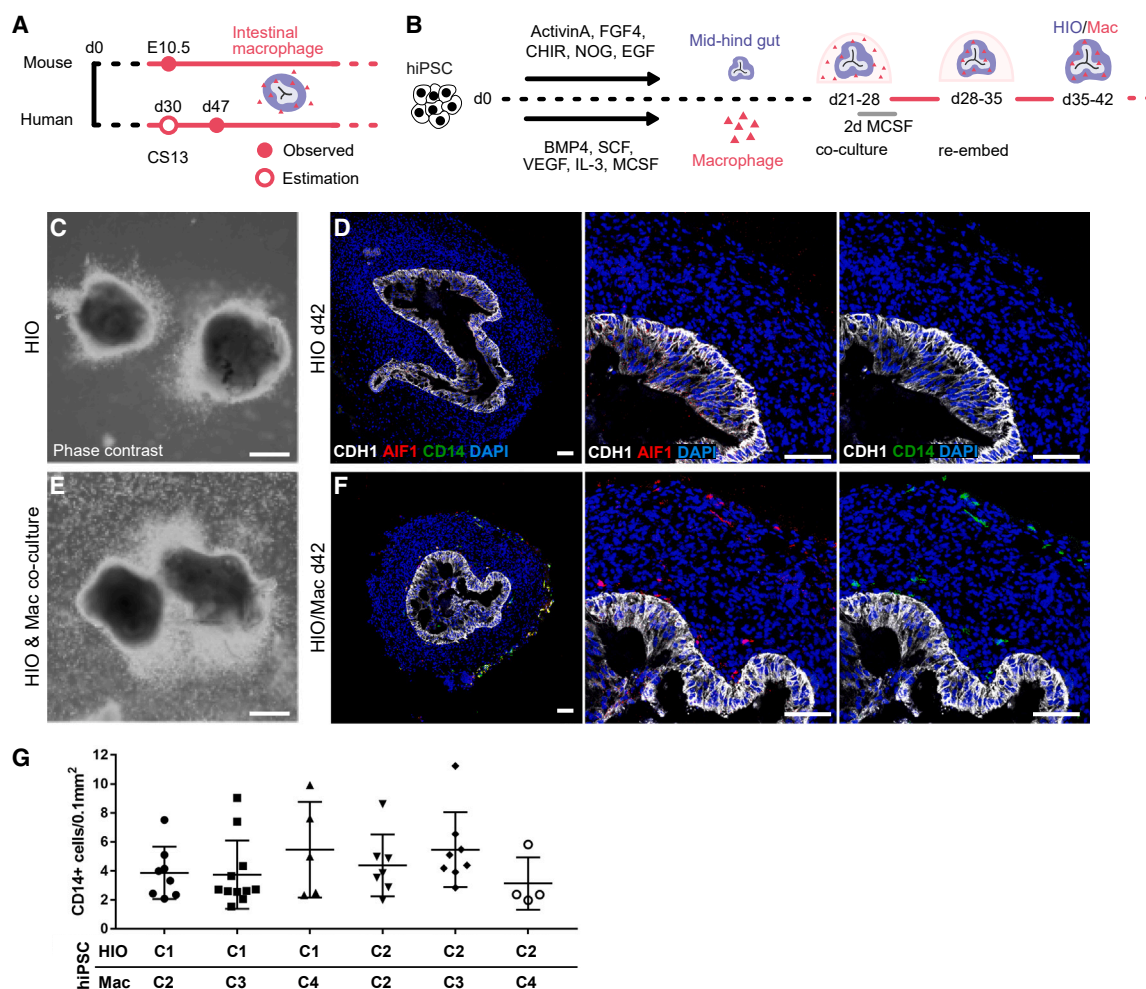 A
d0
E10.5
Intestinal
macrophage
Mouse
d30
d47
Human
CS13
Observed
Estimation
B
ActivinA, FGF4,
CHIR, NOG, EGF
Mid-hind gut
HIO/Mac
hiPSC
d0
d21-28
d28-35
d35-42
2d MCSF
BMP4, SCF,
VEGF, IL-3, MCSF
Macrophage
co-culture
re-embed
C
HIO
Phase contrast
D
HIO d42
CDH1 AIF1 CD14 DAPI
CDH1 AIF1 DAPI
CDH1 CD14 DAPI
E
HIO & Mac co-culture
F
HIO/Mac d42
G
CD14+ cells/0.1mm²
12
10
8
6
4
2
0
hiPSC
HIO C1 C1 C1 C2 C2 C2
Mac C2 C3 C4 C2 C3 C4